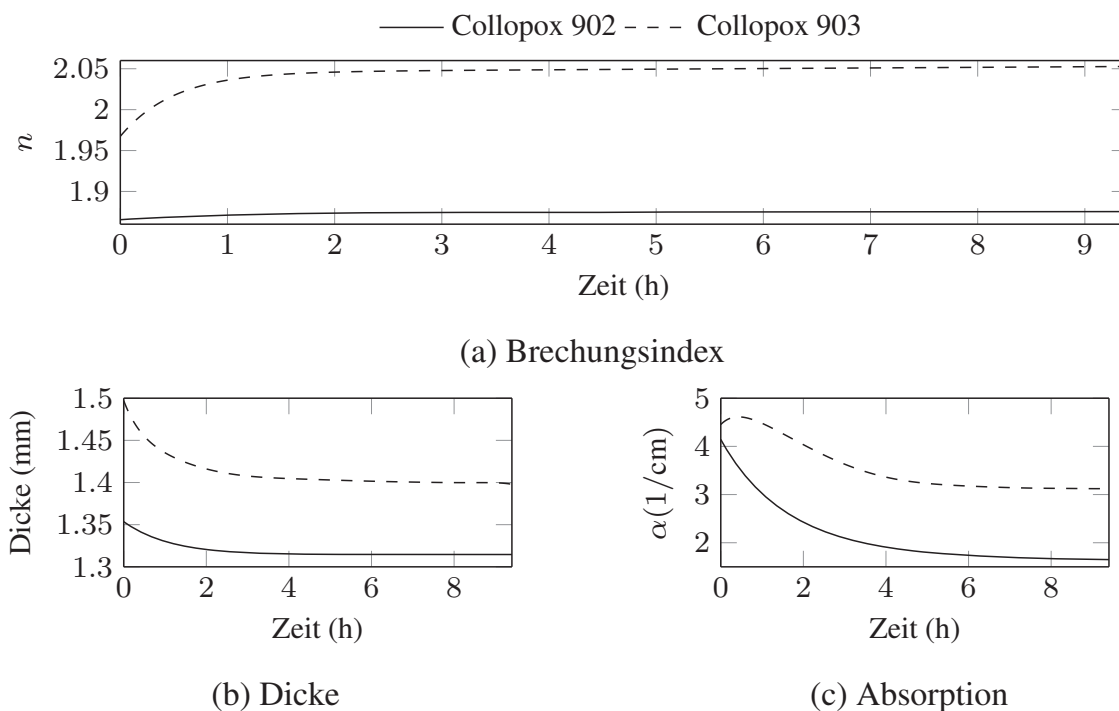 Collopox 902 Collopox 903
2.05
2
1.95
1.9
n
0 1 2 3 4 5 6 7 8 9
Zeit (h)
(a) Brechungsindex
1.5
1.45
1.4
1.35
1.3
Dicke (mm)
0 2 4 6 8
Zeit (h)
(b) Dicke
5
4
3
2
α(1/cm)
0 2 4 6 8
Zeit (h)
(c) Absorption